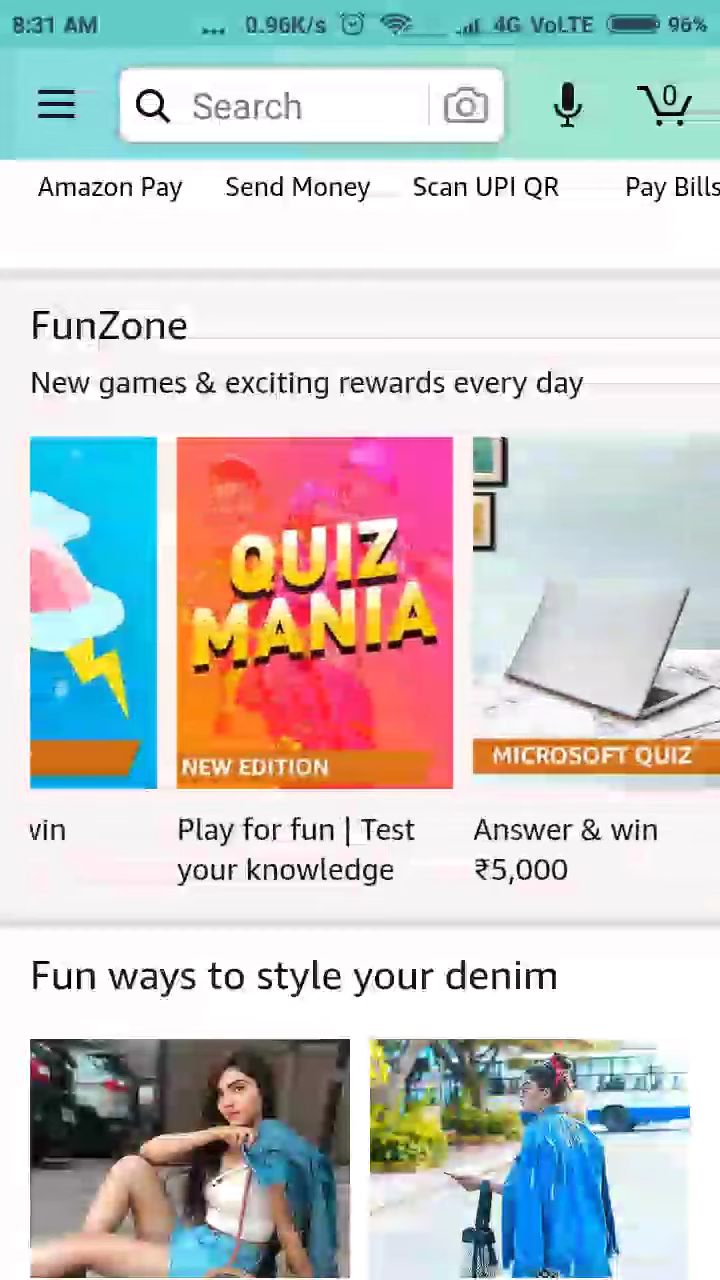 8:31 AM ... 0.96K/s 4G VoLTE 96%
Search
0
Amazon Pay Send Money Scan UPI QR Pay Bills
FunZone
New games & exciting rewards every day
QUIZ
MANIA
NEW EDITION
MICROSOFT QUIZ
win
Play for fun | Test
your knowledge
Answer & win
₹5,000
Fun ways to style your denim